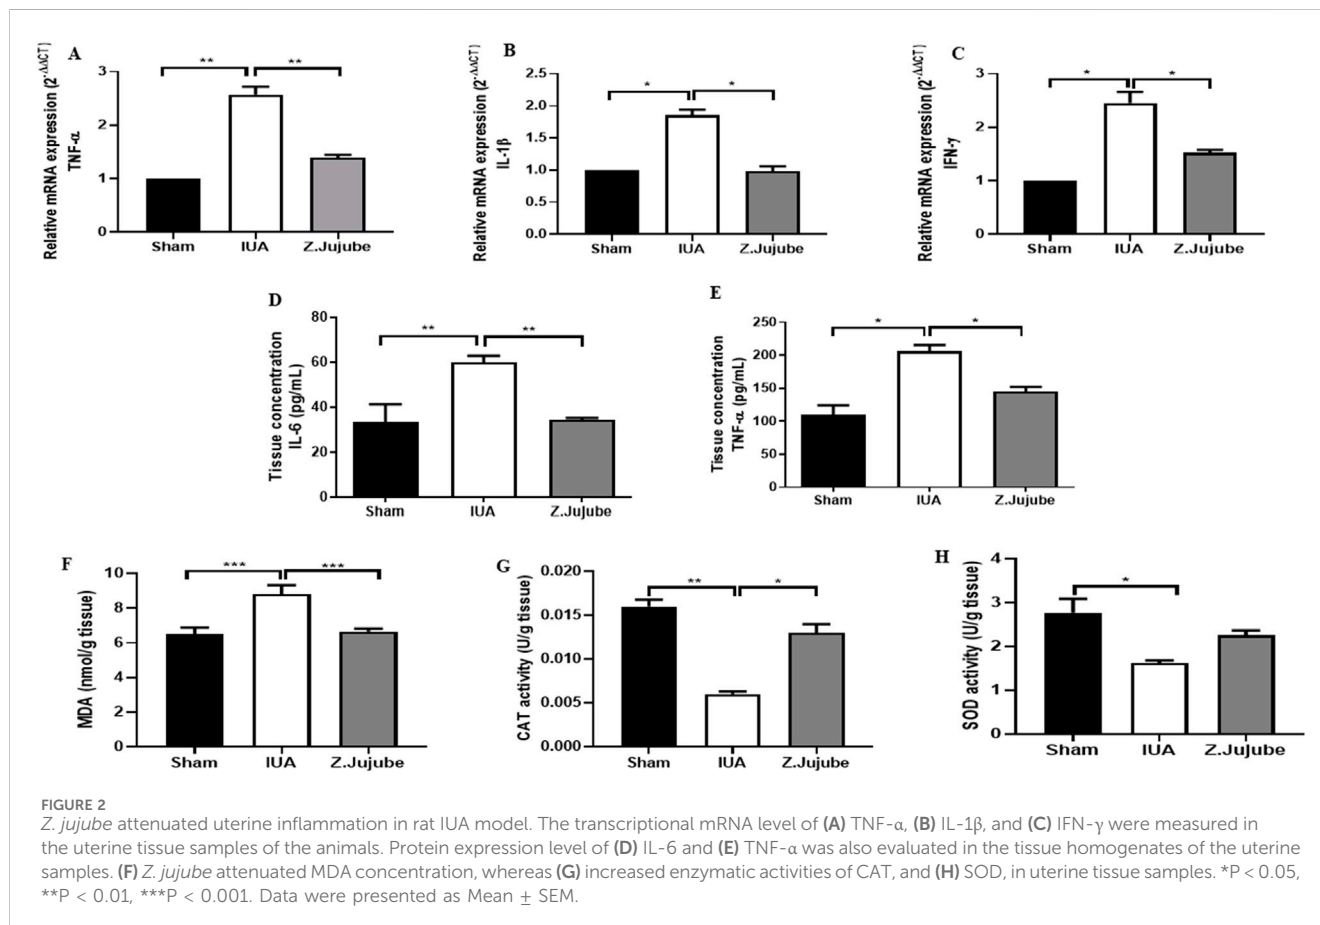 A
Relative mRNA expression (2^-ΔΔCT)
TNF-α
3
2
1
0
** **
Sham IUA Z.Jujube
B
Relative mRNA expression (2^-ΔΔCT)
IL-1β
2.5
2.0
1.5
1.0
0.5
0.0
* *
Sham IUA Z.Jujube
C
Relative mRNA expression (2^-ΔΔCT)
IFN-γ
3
2
1
0
* *
Sham IUA Z.Jujube
D
Tissue concentration
IL-6 (pg/mL)
80
60
40
20
0
** **
Sham IUA Z.Jujube
E
Tissue concentration
TNF-α (pg/mL)
250
200
150
100
50
0
* *
Sham IUA Z.Jujube
F
MDA (nmol/g tissue)
10
8
6
4
2
0
*** ***
Sham IUA Z.Jujube
G
CAT activity (U/g tissue)
0.020
0.015
0.010
0.005
0.000
** *
Sham IUA Z.Jujube
H
SOD activity (U/g tissue)
4
3
2
1
0
*
Sham IUA Z.Jujube
FIGURE 2
Z. jujube attenuated uterine inflammation in rat IUA model. The transcriptional mRNA level of (A) TNF-α, (B) IL-1β, and (C) IFN-γ were measured in
the uterine tissue samples of the animals. Protein expression level of (D) IL-6 and (E) TNF-α was also evaluated in the tissue homogenates of the uterine
samples. (F) Z. jujube attenuated MDA concentration, whereas (G) increased enzymatic activities of CAT, and (H) SOD, in uterine tissue samples. *P < 0.05,
**P < 0.01, ***P < 0.001. Data were presented as Mean ± SEM.